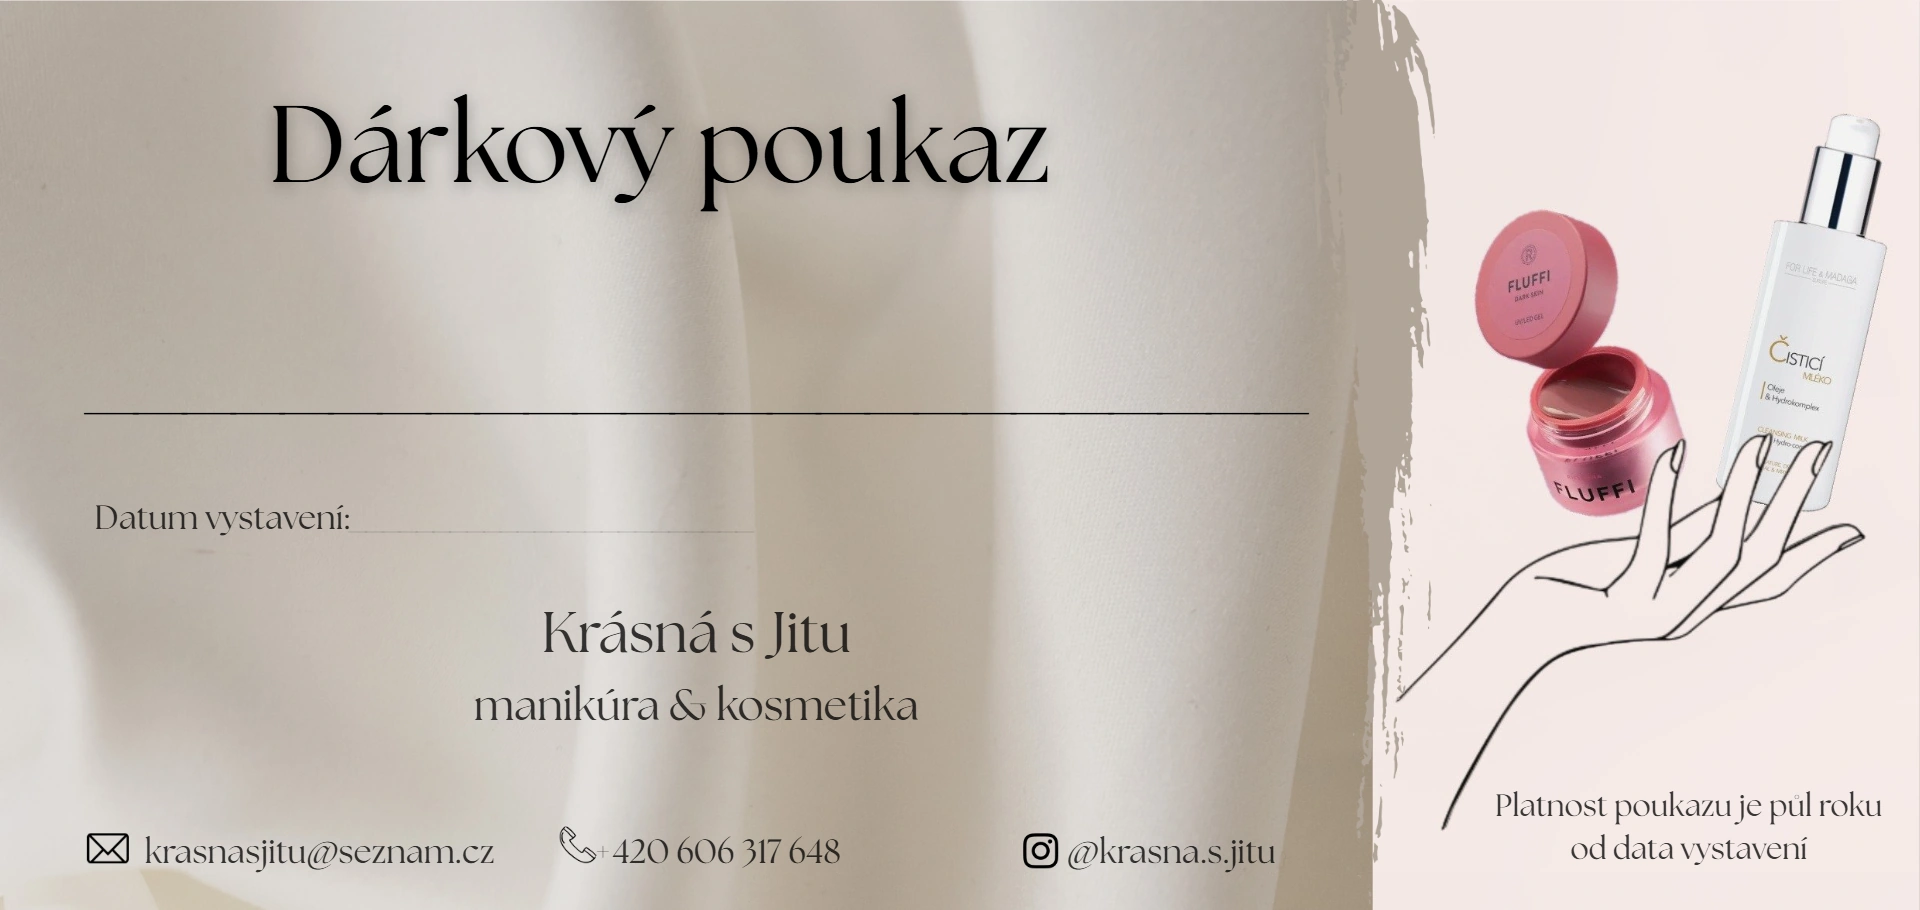 Dárkový poukaz
Datum vystavení:
Krásná s Jitu
manikúra & kosmetika
krasnasjitu@seznam.cz
+420 606 317 648
@krasna.s.jitu
FLUFFI
DARK SKIN
FLUFFI
FOR LIFE & MADAGA
ČISTICÍ
MLÉKO
Oleje
& Hydrokomplex
CLEANSING MILK
Platnost poukazu je půl roku
od data vystavení